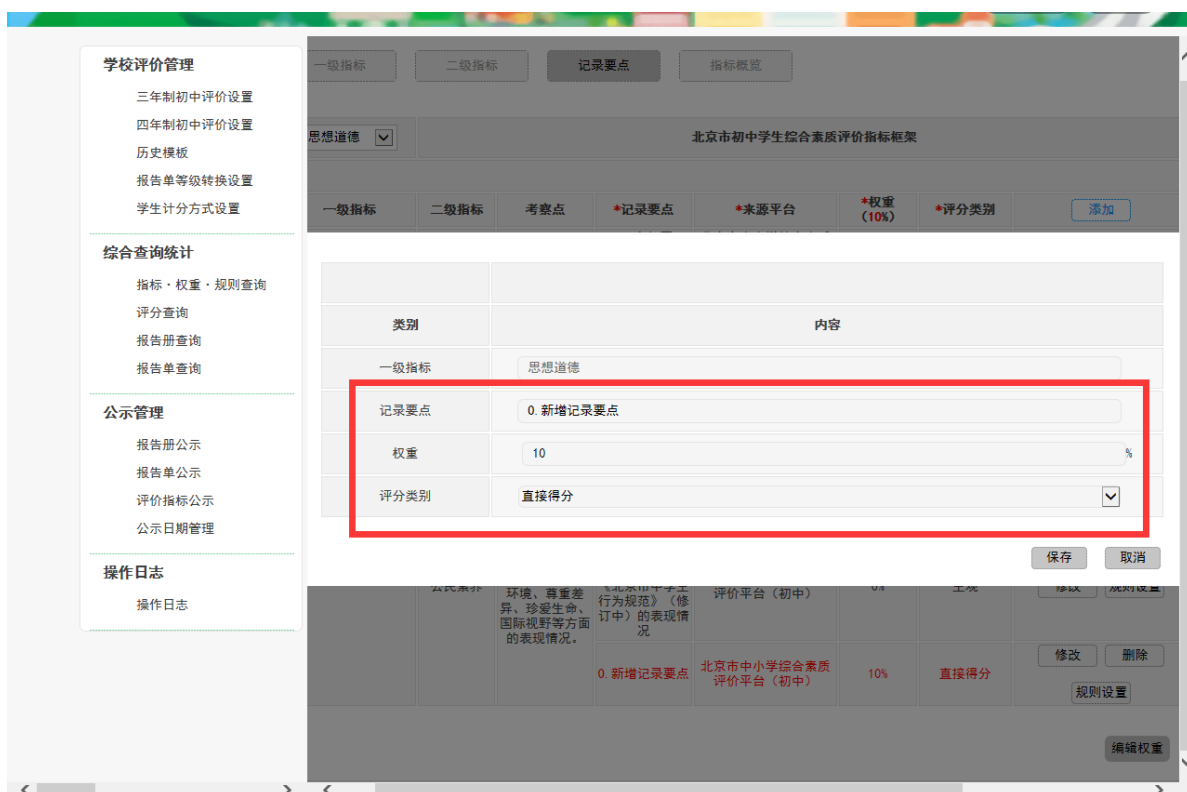 学校评价管理
三年制初中评价设置
四年制初中评价设置
历史模板
报告单等级转换设置
学生计分方式设置
综合查询统计
指标·权重·规则查询
评分查询
报告册查询
报告单查询
公示管理
报告册公示
报告单公示
评价指标公示
公示日期管理
操作日志
操作日志
一级指标 二级指标 记录要点 指标概览
思想道德 北京市初中学生综合素质评价指标框架
一级指标 二级指标 考察点 *记录要点 *来源平台 *权重(10%) *评分类别 添加
类别 内容
一级指标 思想道德
记录要点 0.新增记录要点
权重 10 %
评分类别 直接得分
保存 取消
环境、尊重差异、珍爱生命、国际视野等方面的表现情况。
行为规范》（修订中）的表现情况
评价平台（初中）
0.新增记录要点 北京市中小学综合素质评价平台（初中） 10% 直接得分 修改 删除
规则设置
编辑权重